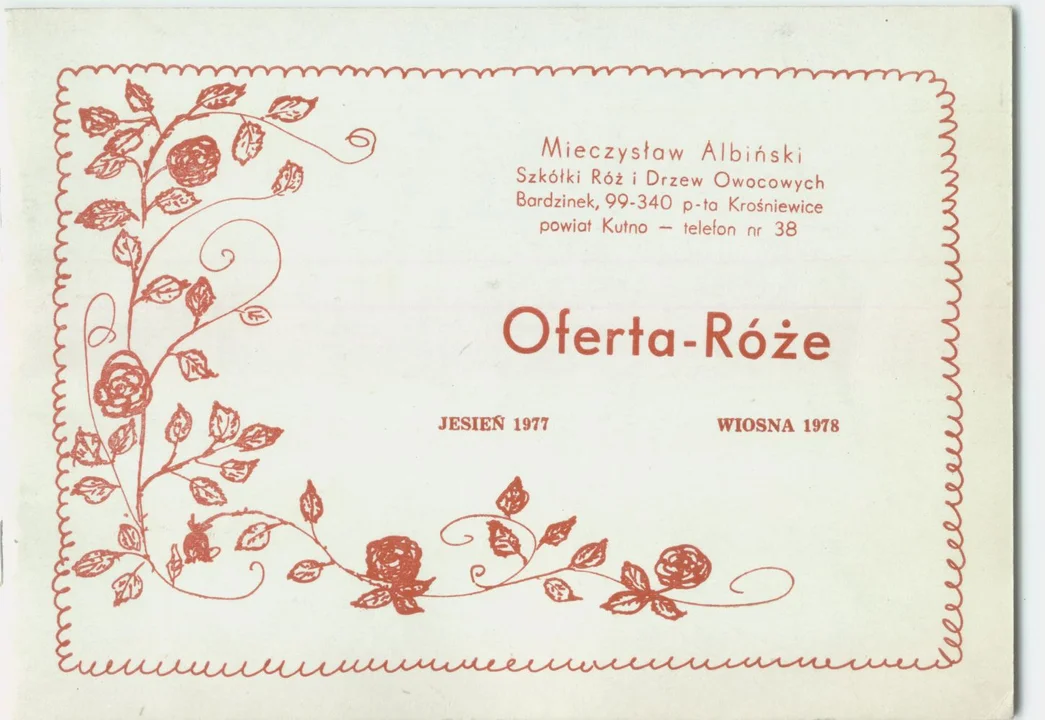 Mieczysław Albiński
Szkółki Róż i Drzew Owocowych
Bardzinek, 99-340 p-ta Krośniewice
powiat Kutno — telefon nr 38
Oferta-Róże
JESIEŃ 1977 WIOSNA 1978